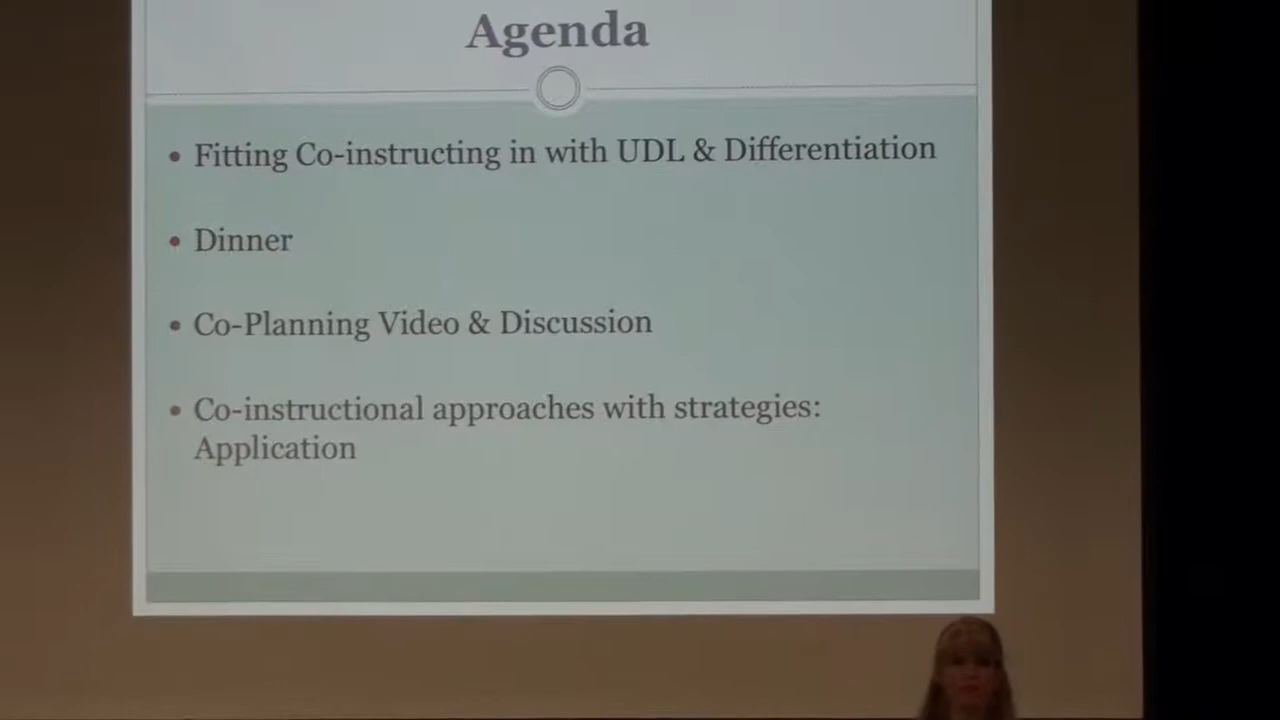 Agenda
• Fitting Co-instructing in with UDL & Differentiation
• Dinner
• Co-Planning Video & Discussion
• Co-instructional approaches with strategies:
Application